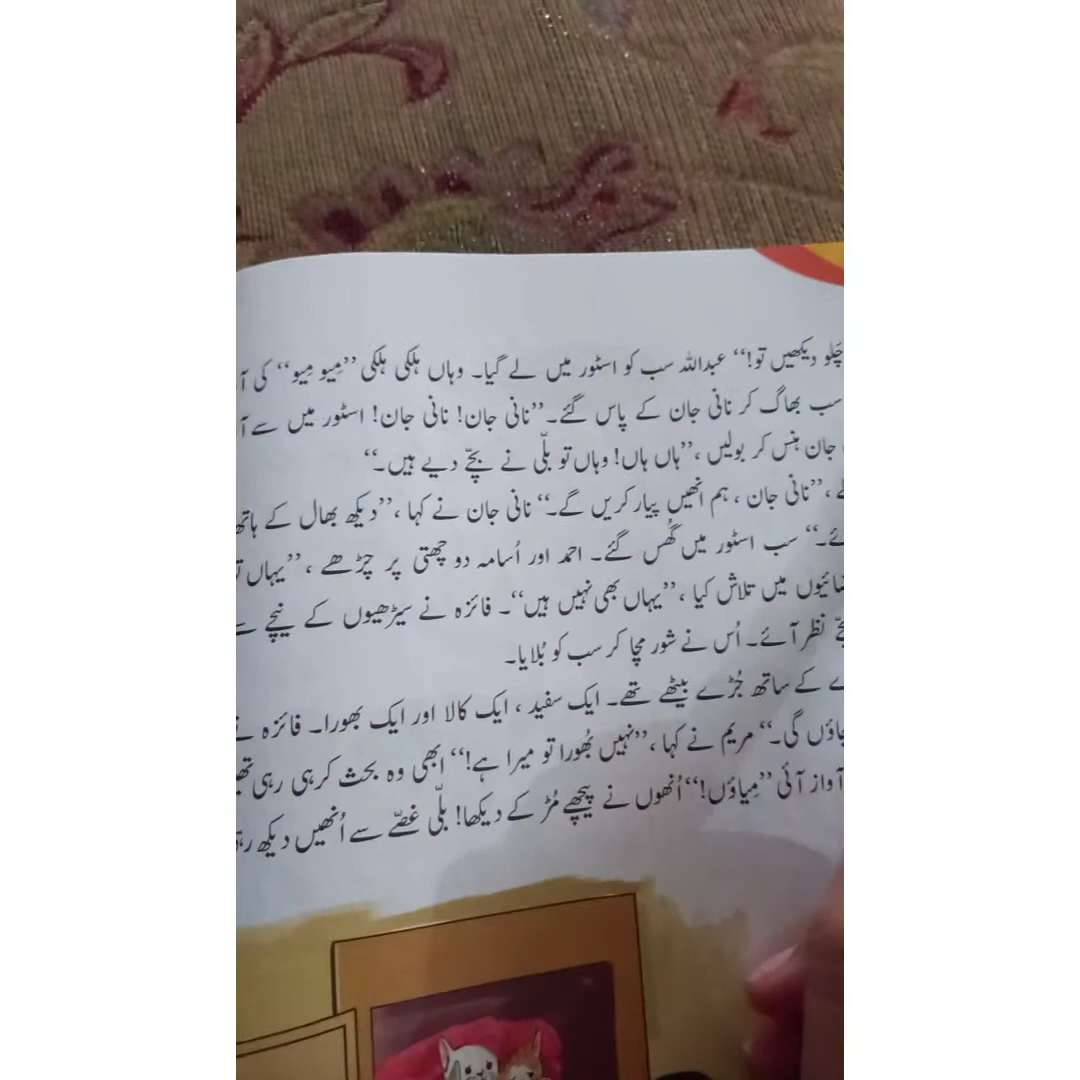 چلو دیکھیں تو!‘‘ عبداللہ سب کو اسٹور میں لے گیا۔ وہاں ہلکی ہلکی ’’مِیو مِیو‘‘ کی
سب بھاگ کر نانی جان کے پاس گئے۔ ’’نانی جان! نانی جان! اسٹور میں سے
جان ہنس کر بولیں، ’’ہاں ہاں! وہاں تو بلّی نے بچّے دیے ہیں۔‘‘
، ’’نانی جان، ہم انھیں پیار کریں گے۔‘‘ نانی جان نے کہا، ’’دیکھ بھال کے
‘‘ سب اسٹور میں گُھس گئے۔ احمد اور اُسامہ دو چھتی پر چڑھے، ’’یہاں
میں تلاش کیا، ’’یہاں بھی نہیں ہیں‘‘۔ فائزہ نے سیڑھیوں کے نیچے
نظر آئے۔ اُس نے شور مچا کر سب کو بُلایا۔
کے ساتھ جُڑے بیٹھے تھے۔ ایک سفید، ایک کالا اور ایک بھورا۔ فائزہ
گی۔‘‘ مریم نے کہا، ’’نہیں بُھورا تو میرا ہے!‘‘ ابھی وہ بحث کر ہی رہی
آواز آئی ’’مِیاؤں!‘‘ اُنھوں نے پیچھے مُڑ کے دیکھا! بلّی غصّے سے اُنھیں دیکھ